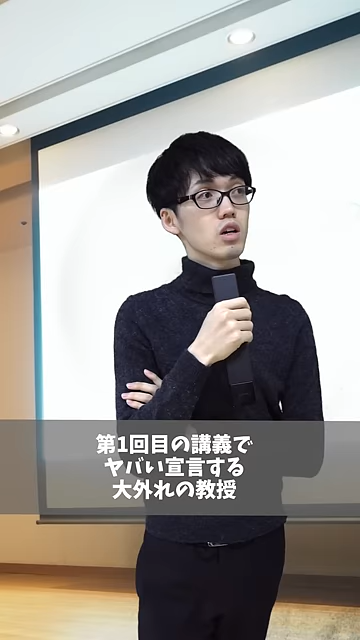 第1回目の講義で
ヤバい宣言する
大外れの教授